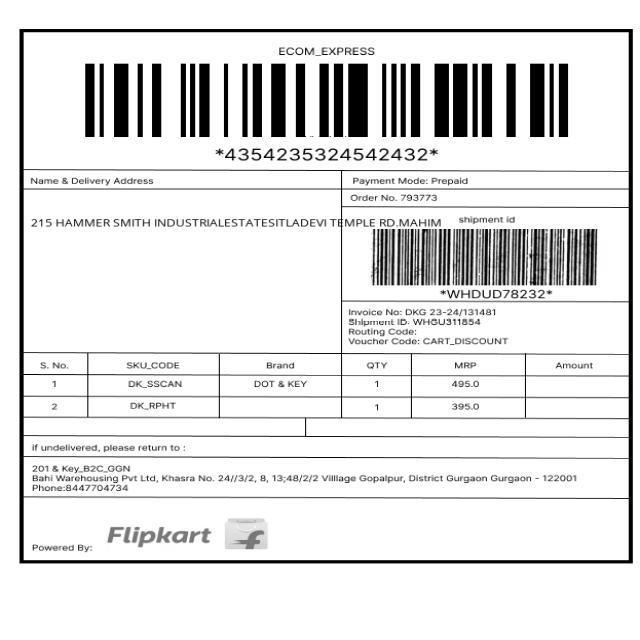 ECOM_EXPRESS
*4354235324542432*
Name & Delivery Address
Payment Mode: Prepaid
Order No. 793773
215 HAMMER SMITH INDUSTRIALESTATESITLADEVI TEMPLE RD.MAHIM
shipment id
*WHDUD78232*
Invoice No: DKG 23-24/131481
Shipment ID: WHGU311854
Routing Code:
Voucher Code: CART_DISCOUNT
S. No. SKU_CODE Brand QTY MRP Amount
1 DK_SSCAN DOT & KEY 1 495.0
2 DK_RPHT 1 395.0
if undelivered, please return to :
201 & Key_B2C_GGN
Bahi Warehousing Pvt Ltd, Khasra No. 24//3/2, 8, 13;48/2/2 Villlage Gopalpur, District Gurgaon Gurgaon - 122001
Phone:8447704734
Powered By: Flipkart